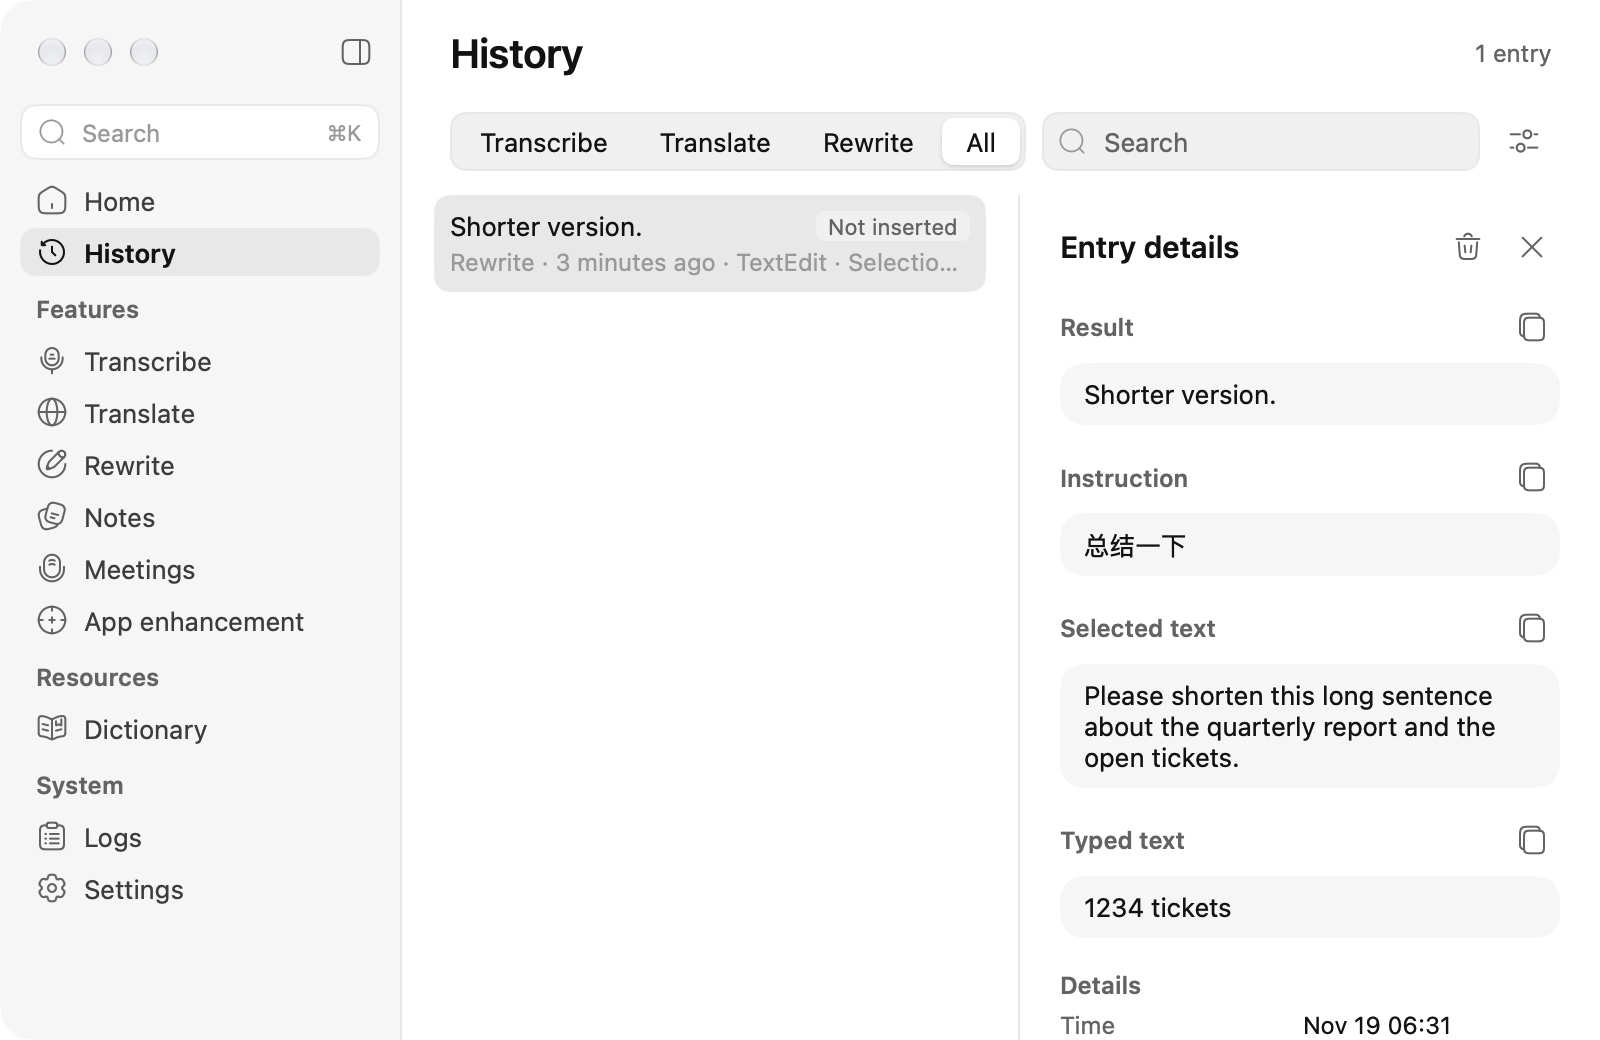 Search ⌘K
Home
History
Features
Transcribe
Translate
Rewrite
Notes
Meetings
App enhancement
Resources
Dictionary
System
Logs
Settings
History
1 entry
Transcribe Translate Rewrite All
Search
Shorter version. Not inserted
Rewrite · 3 minutes ago · TextEdit · Selectio...
Entry details
Result
Shorter version.
Instruction
总结一下
Selected text
Please shorten this long sentence
about the quarterly report and the
open tickets.
Typed text
1234 tickets
Details
Time Nov 19 06:31